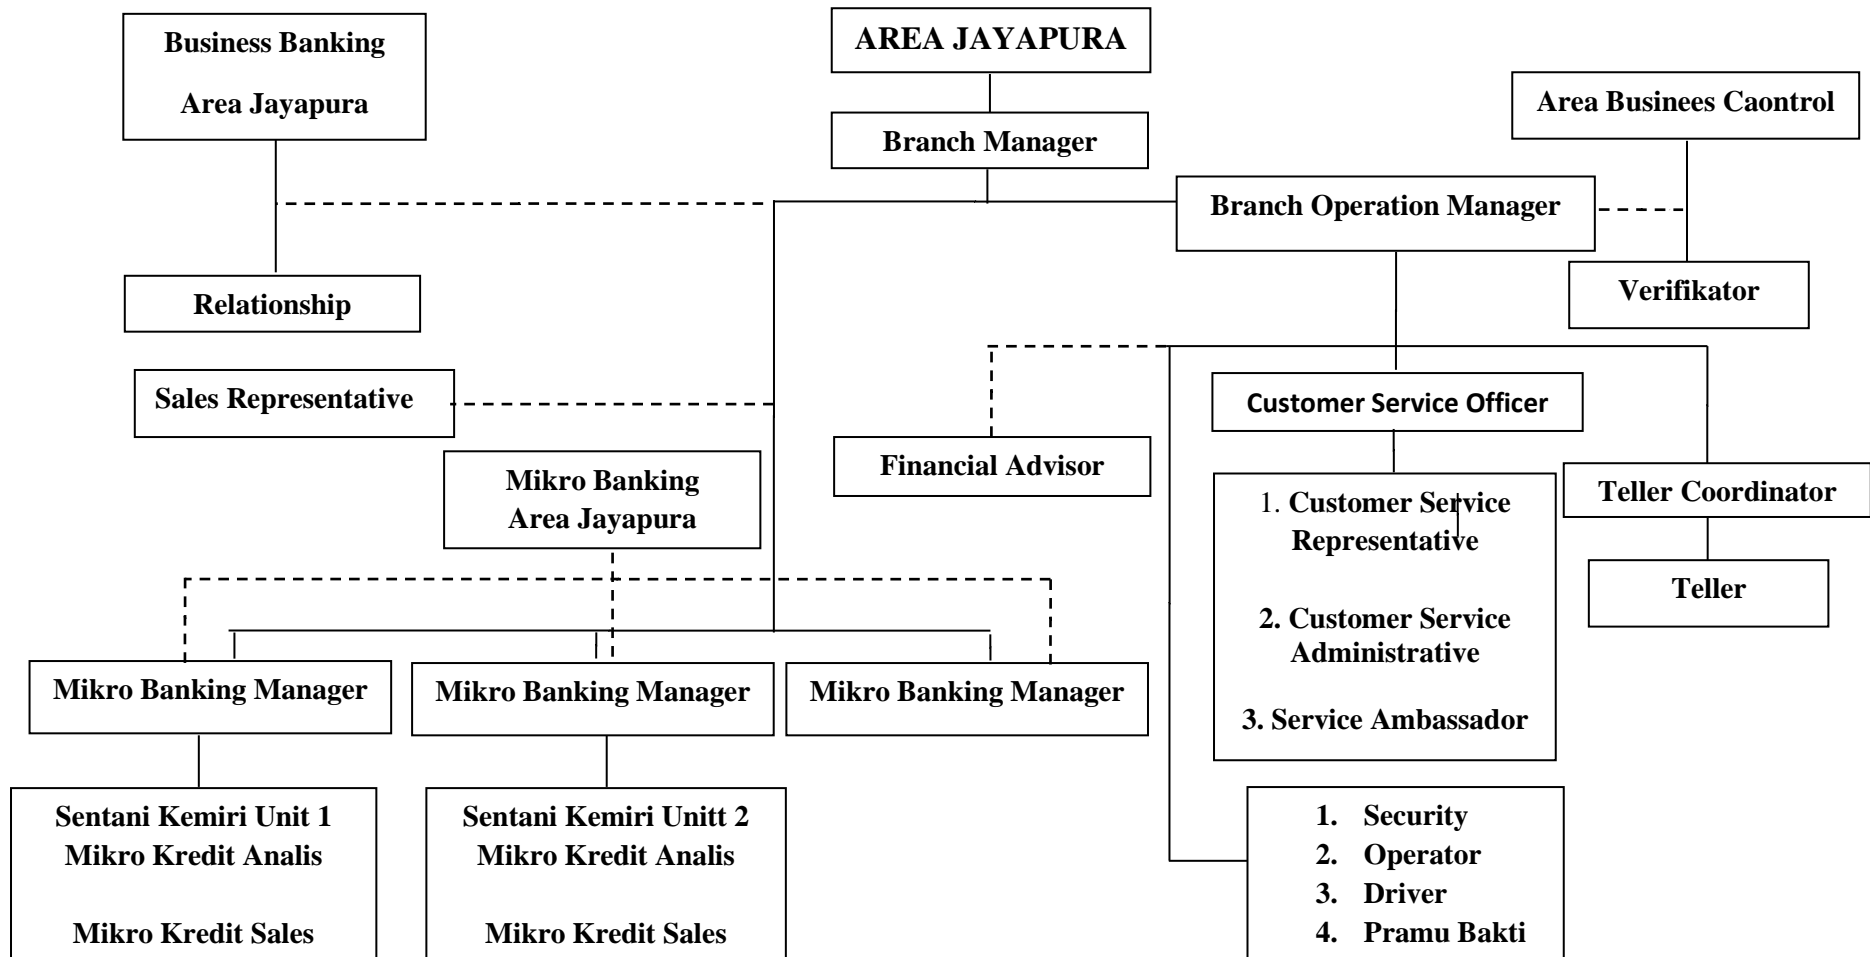 Business Banking
Area Jayapura
AREA JAYAPURA
Area Businees Caontrol
Branch Manager
Branch Operation Manager
Relationship
Verifikator
Sales Representative
Customer Service Officer
Financial Advisor
Mikro Banking
Area Jayapura
1. Customer Service
Representative
2. Customer Service
Administrative
3. Service Ambassador
Teller Coordinator
Teller
Mikro Banking Manager
Mikro Banking Manager
Mikro Banking Manager
Sentani Kemiri Unit 1
Mikro Kredit Analis
Mikro Kredit Sales
Sentani Kemiri Unitt 2
Mikro Kredit Analis
Mikro Kredit Sales
1. Security
2. Operator
3. Driver
4. Pramu Bakti